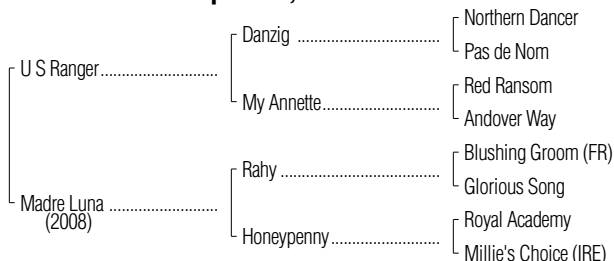 Northern Dancer
Danzig
Pas de Nom
U S Ranger
Red Ransom
My Annette
Andover Way
Blushing Groom (FR)
Rahy
Glorious Song
Madre Luna
(2008)
Royal Academy
Honeypenny
Millie's Choice (IRE)